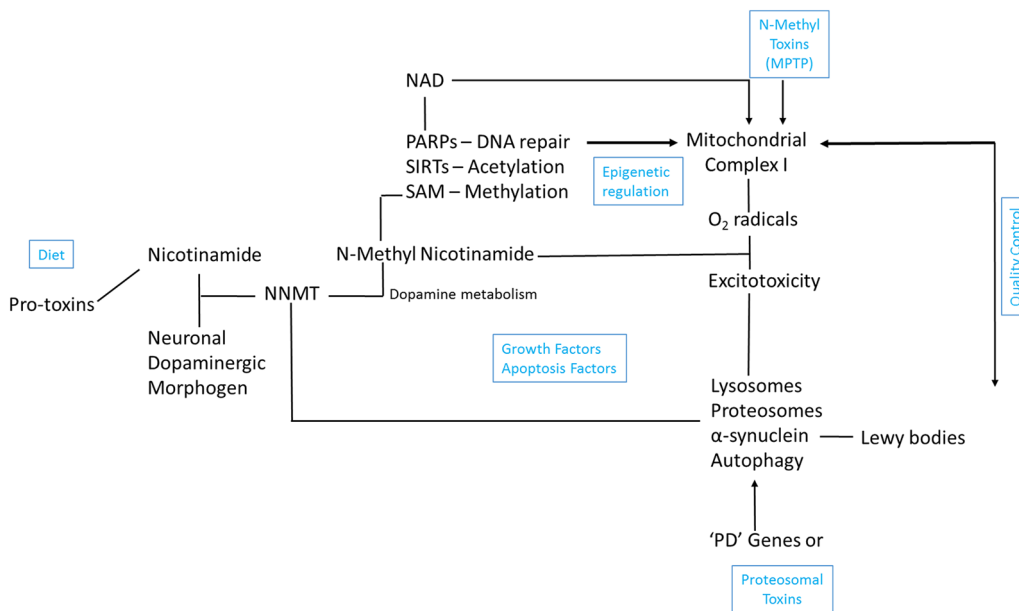 N-Methyl
Toxins
(MPTP)
NAD
PARPs – DNA repair
SIRTs – Acetylation
SAM – Methylation
Epigenetic
regulation
Mitochondrial
Complex I
O₂ radicals
Quality Control
Diet
Nicotinamide
Pro-toxins
N-Methyl Nicotinamide
NNMT
Dopamine metabolism
Excitotoxicity
Neuronal
Dopaminergic
Morphogen
Growth Factors
Apoptosis Factors
Lysosomes
Proteosomes
α-synuclein
Autophagy
Lewy bodies
‘PD’ Genes or
Proteosomal
Toxins